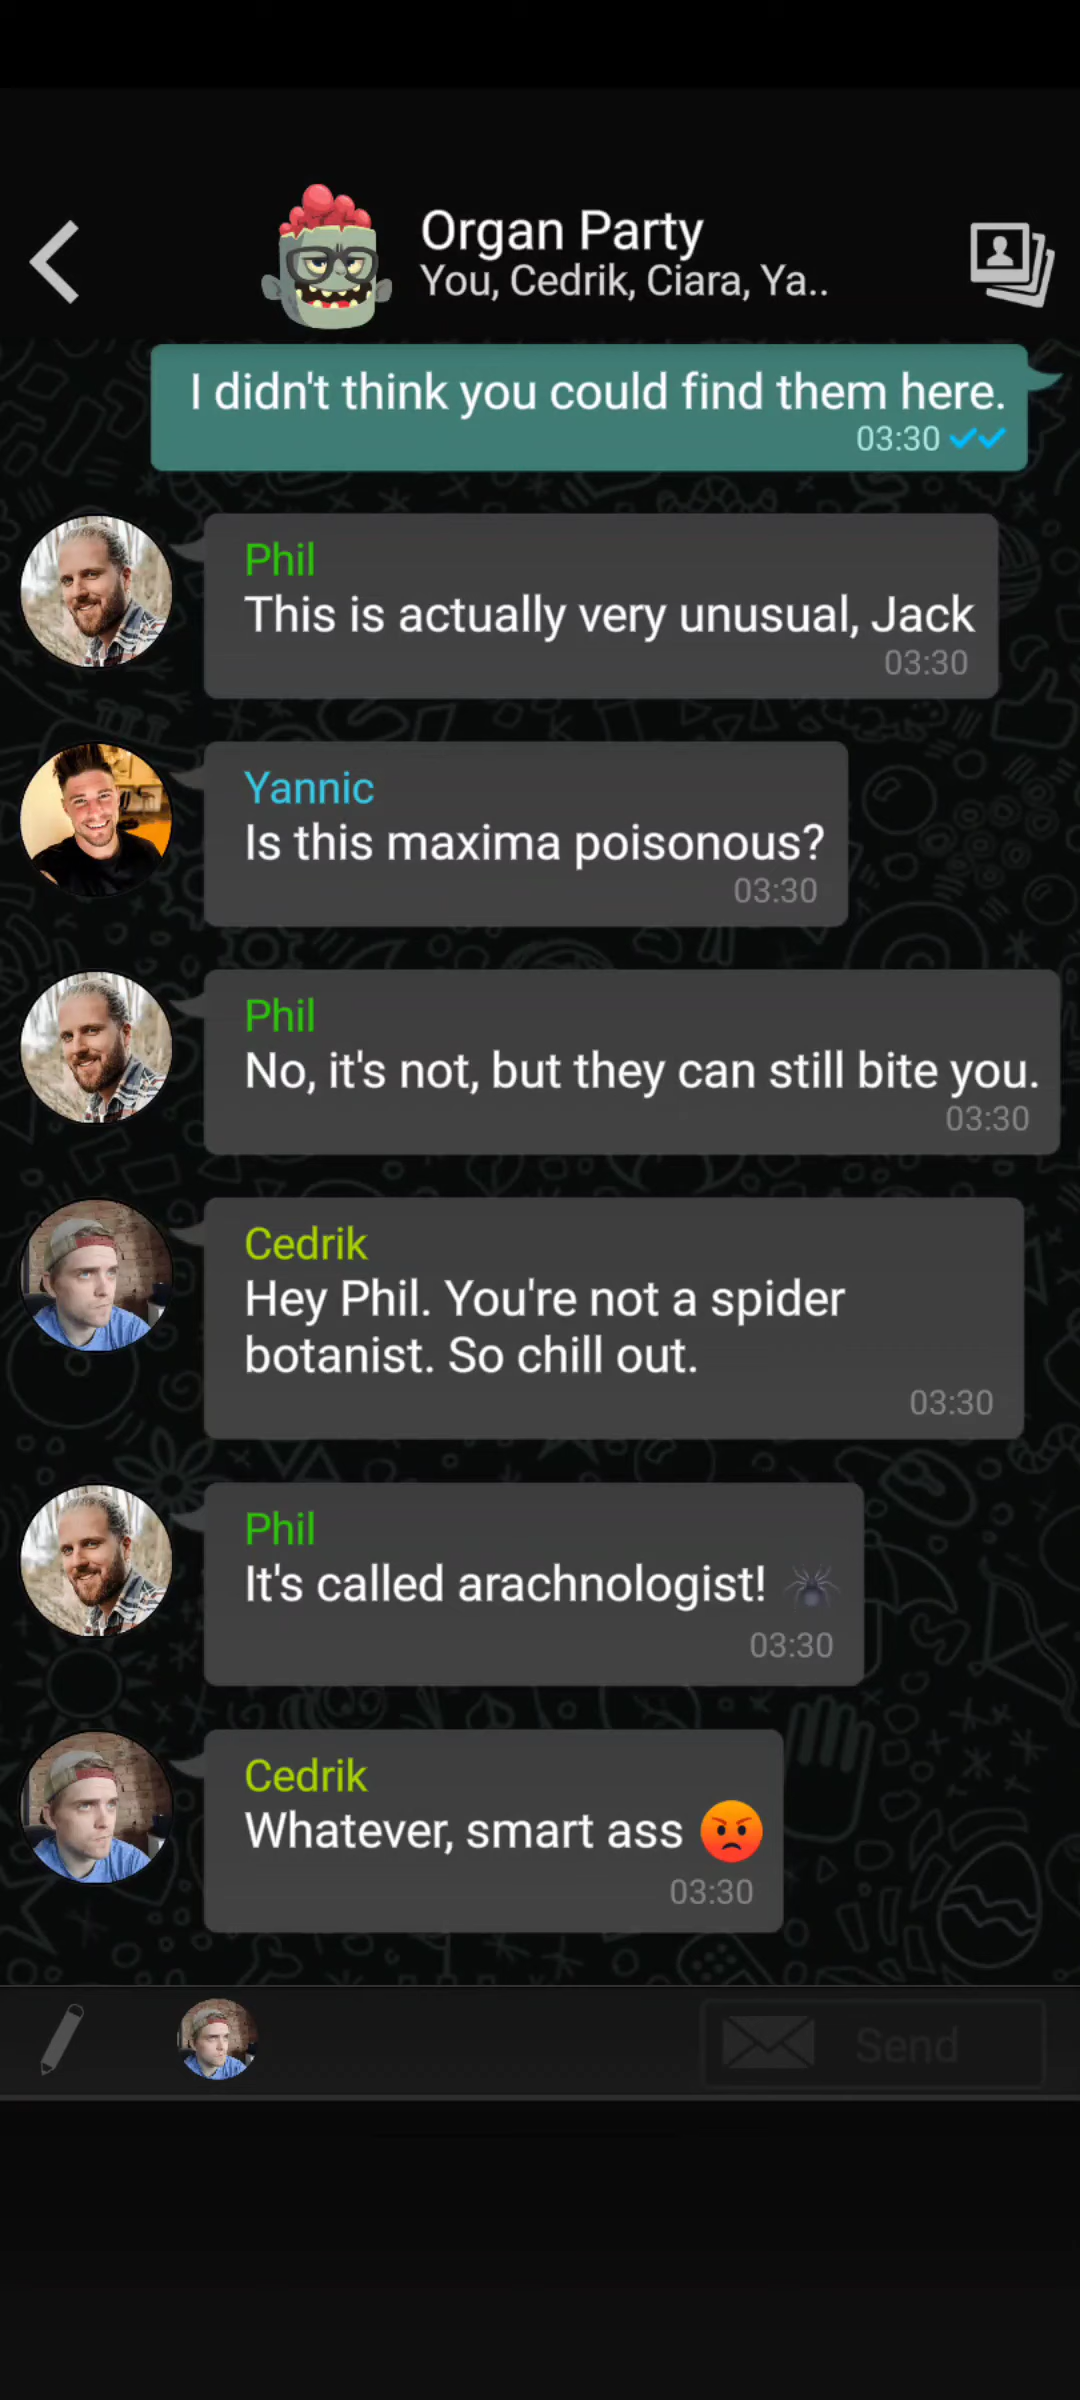 Organ Party
You, Cedrik, Ciara, Ya..
I didn't think you could find them here.
03:30
Phil
This is actually very unusual, Jack
03:30
Yannic
Is this maxima poisonous?
03:30
Phil
No, it's not, but they can still bite you.
03:30
Cedrik
Hey Phil. You're not a spider
botanist. So chill out.
03:30
Phil
It's called arachnologist! 🕷
03:30
Cedrik
Whatever, smart ass 😡
03:30
Send